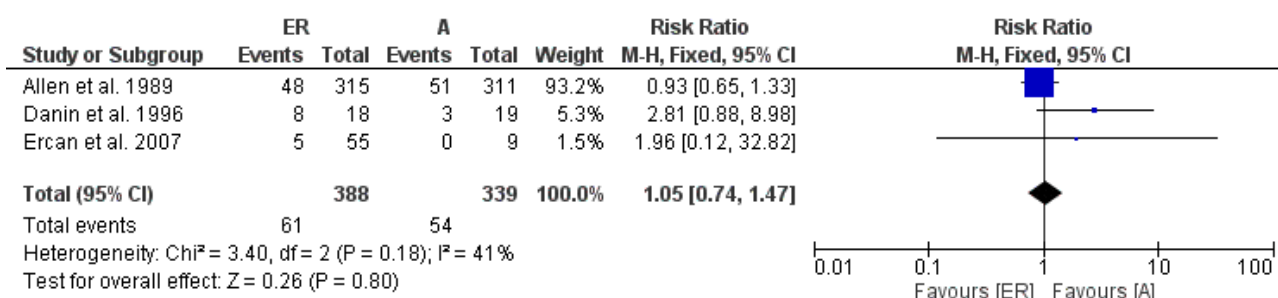 ER A Risk Ratio Risk Ratio
Study or Subgroup Events Total Events Total Weight M-H, Fixed, 95% CI M-H, Fixed, 95% CI
Allen et al. 1989 48 315 51 311 93.2% 0.93 [0.65, 1.33]
Danin et al. 1996 8 18 3 19 5.3% 2.81 [0.88, 8.98]
Ercan et al. 2007 5 55 0 9 1.5% 1.96 [0.12, 32.82]
Total (95% CI) 388 339 100.0% 1.05 [0.74, 1.47]
Total events 61 54
Heterogeneity: Chi² = 3.40, df = 2 (P = 0.18); I² = 41%
Test for overall effect: Z = 0.26 (P = 0.80)
0.01 0.1 1 10 100
Favours [ER] Favours [A]